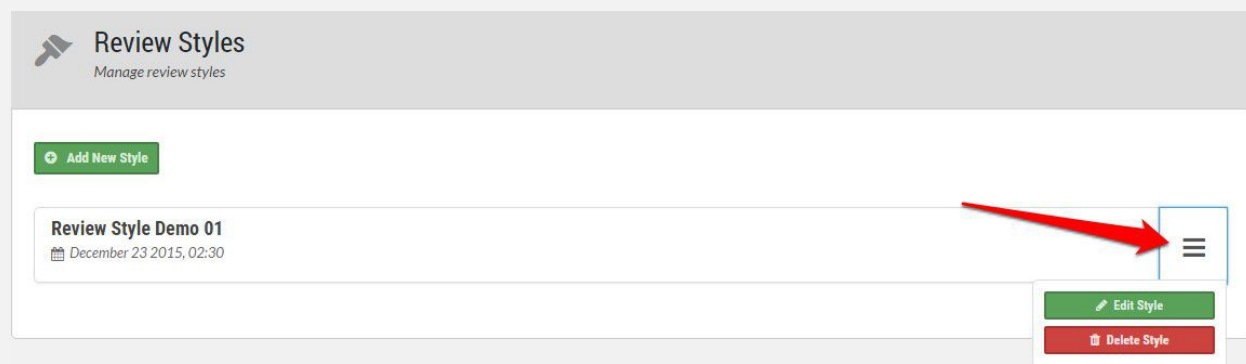 Review Styles
Manage review styles
Add New Style
Review Style Demo 01
December 23 2015, 02:30
Edit Style
Delete Style